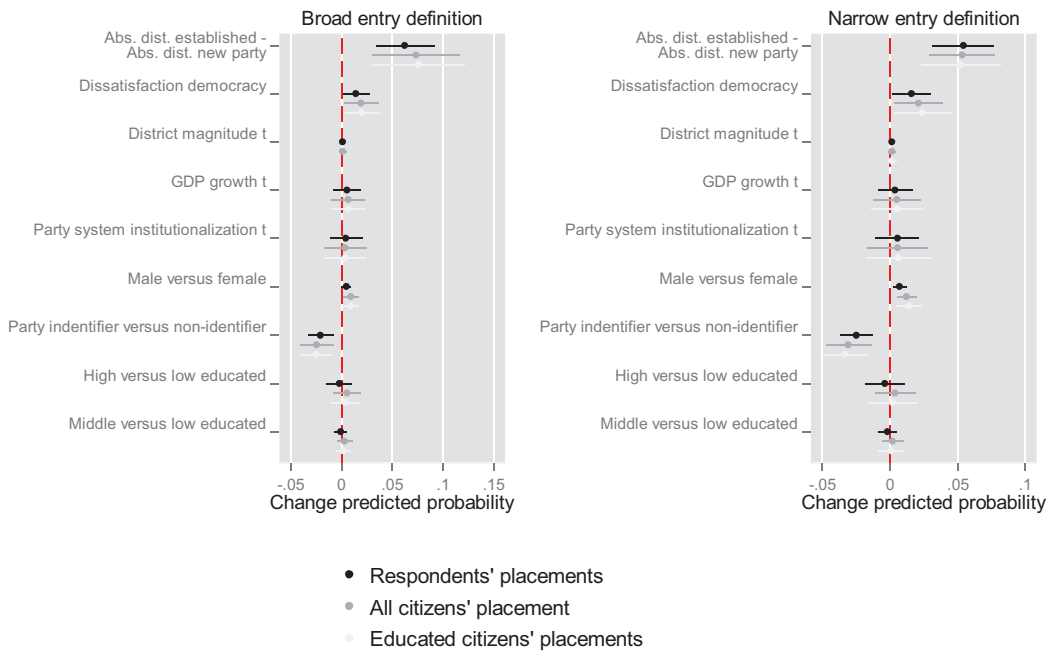 Broad entry definition
Abs. dist. established -
Abs. dist. new party
Dissatisfaction democracy
District magnitude t
GDP growth t
Party system institutionalization t
Male versus female
Party indentifier versus non-identifier
High versus low educated
Middle versus low educated
-.05 0 .05 .1 .15
Change predicted probability
Narrow entry definition
Abs. dist. established -
Abs. dist. new party
Dissatisfaction democracy
District magnitude t
GDP growth t
Party system institutionalization t
Male versus female
Party indentifier versus non-identifier
High versus low educated
Middle versus low educated
-.05 0 .05 .1
Change predicted probability
Respondents' placements
All citizens' placement
Educated citizens' placements